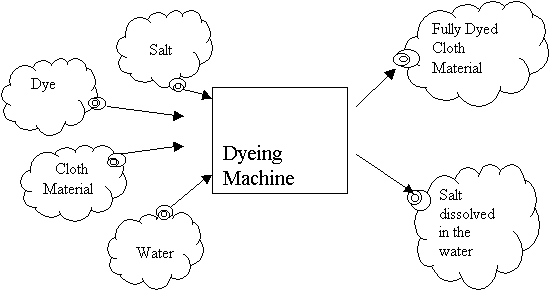 Salt
Dye
Cloth
Material
Water
Dyeing
Machine
Fully Dyed
Cloth
Material
Salt
dissolved
in the
water